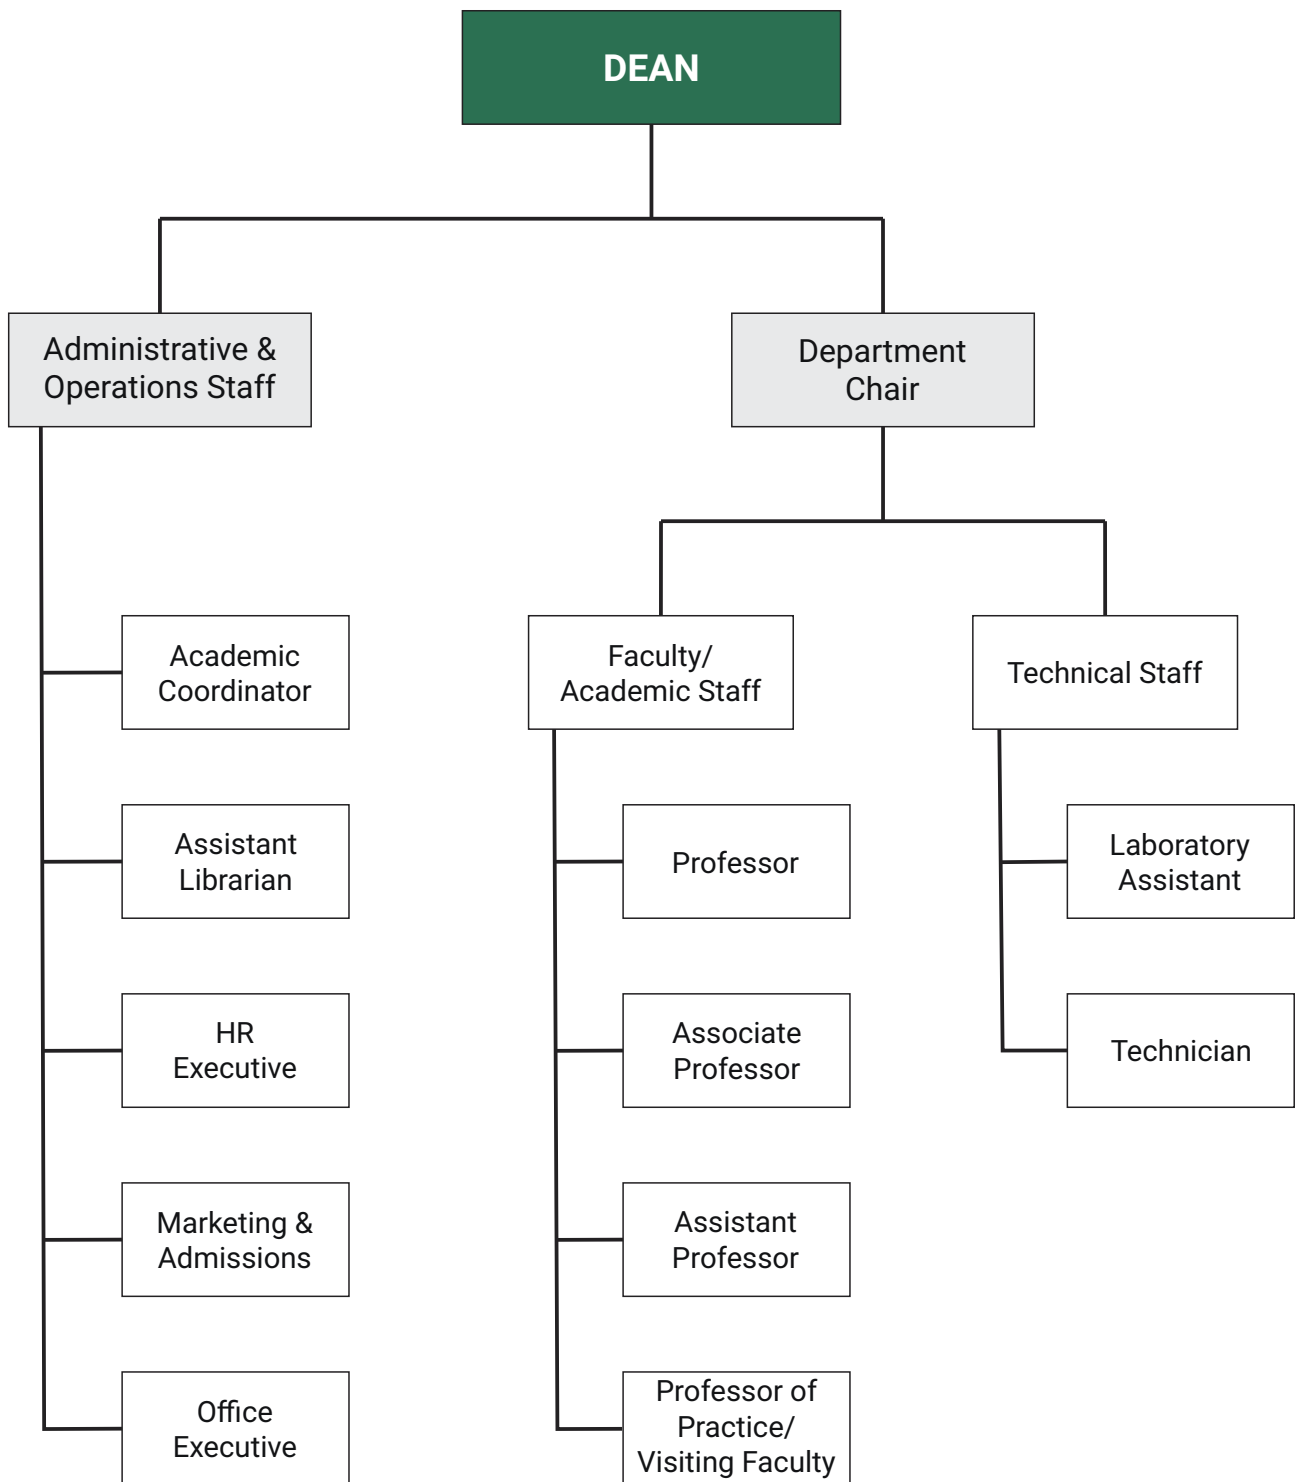 DEAN
Administrative &
Operations Staff
Department
Chair
Academic
Coordinator
Faculty/
Academic Staff
Technical Staff
Assistant
Librarian
Professor
Laboratory
Assistant
HR
Executive
Associate
Professor
Technician
Marketing &
Admissions
Assistant
Professor
Office
Executive
Professor of
Practice/
Visiting Faculty